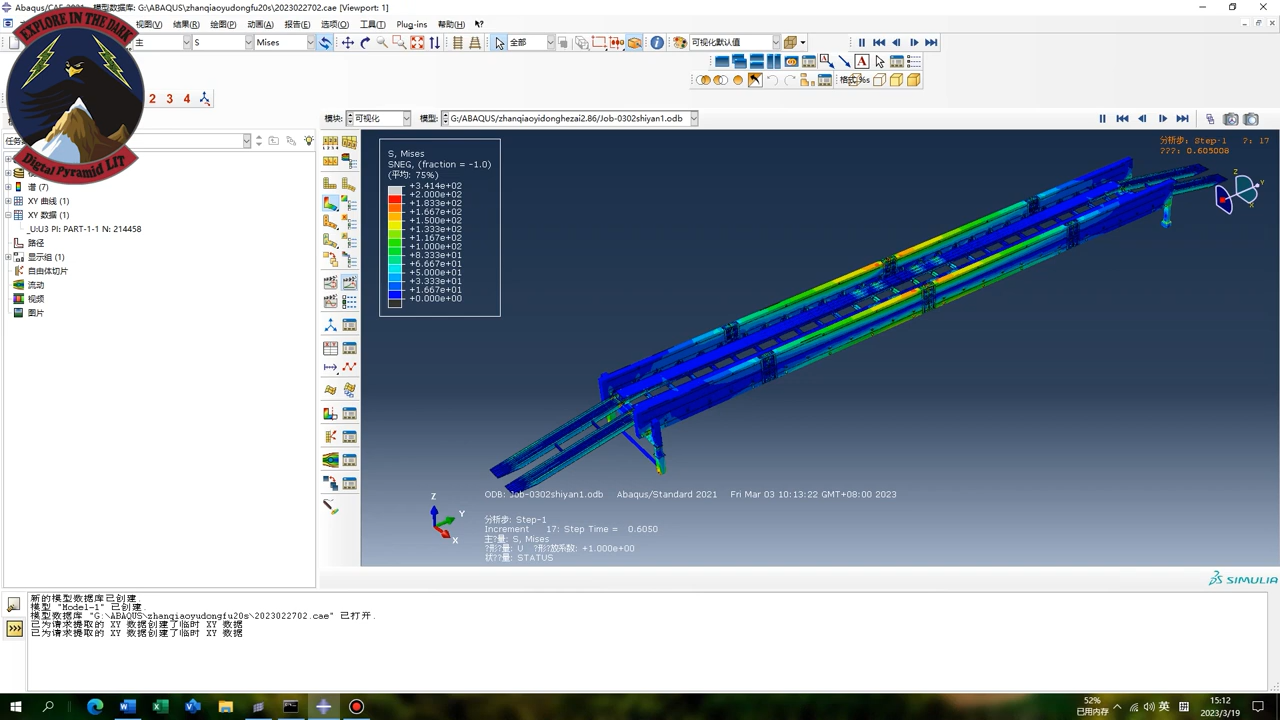 Abaqus/CAE 2021 - 模型数据库: G:\ABAQUS\zhanqiaoyudongfu20s\2023022702.cae [Viewport: 1]
视图(V) 结果(R) 绘图(P) 动画(A) 报告(E) 选项(O) 工具(T) Plug-ins 帮助(H)
主 S Mises 全部 可视化默认值
EXPLORE IN THE DARK
Digtal Pyramid LIT
2 3 4
模块: 可视化 模型: G:/ABAQUS/zhanqiaoyidonghezai2.86/Job-0302shiyan1.odb
谱 (7)
XY 曲线 (1)
XY 数据 (1)
_U:U3 PI: PART-1-1 N: 214458
路径
显示组 (1)
自由体切片
流动
视频
图片
S, Mises
SNEG, (fraction = -1.0)
(平均: 75%)
+3.414e+02
+2.000e+02
+1.833e+02
+1.667e+02
+1.500e+02
+1.333e+02
+1.167e+02
+1.000e+02
+8.333e+01
+6.667e+01
+5.000e+01
+3.333e+01
+1.667e+01
+0.000e+00
分析步: Step-1 ?: 17
???: 0.605008
Z
Y
X
ODB: Job-0302shiyan1.odb Abaqus/Standard 2021 Fri Mar 03 10:13:22 GMT+08:00 2023
分析步: Step-1
Increment 17: Step Time = 0.6050
主?量: S, Mises
?形?量: U ?形?放系数: +1.000e+00
状??量: STATUS
SIMULIA
新的模型数据库已创建.
模型 "Model-1" 已创建.
模型数据库 "G:\ABAQUS\zhanqiaoyudongfu20s\2023022702.cae" 已打开.
已为请求提取的 XY 数据创建了临时 XY 数据
已为请求提取的 XY 数据创建了临时 XY 数据
52%
英
15:12
2023/3/19